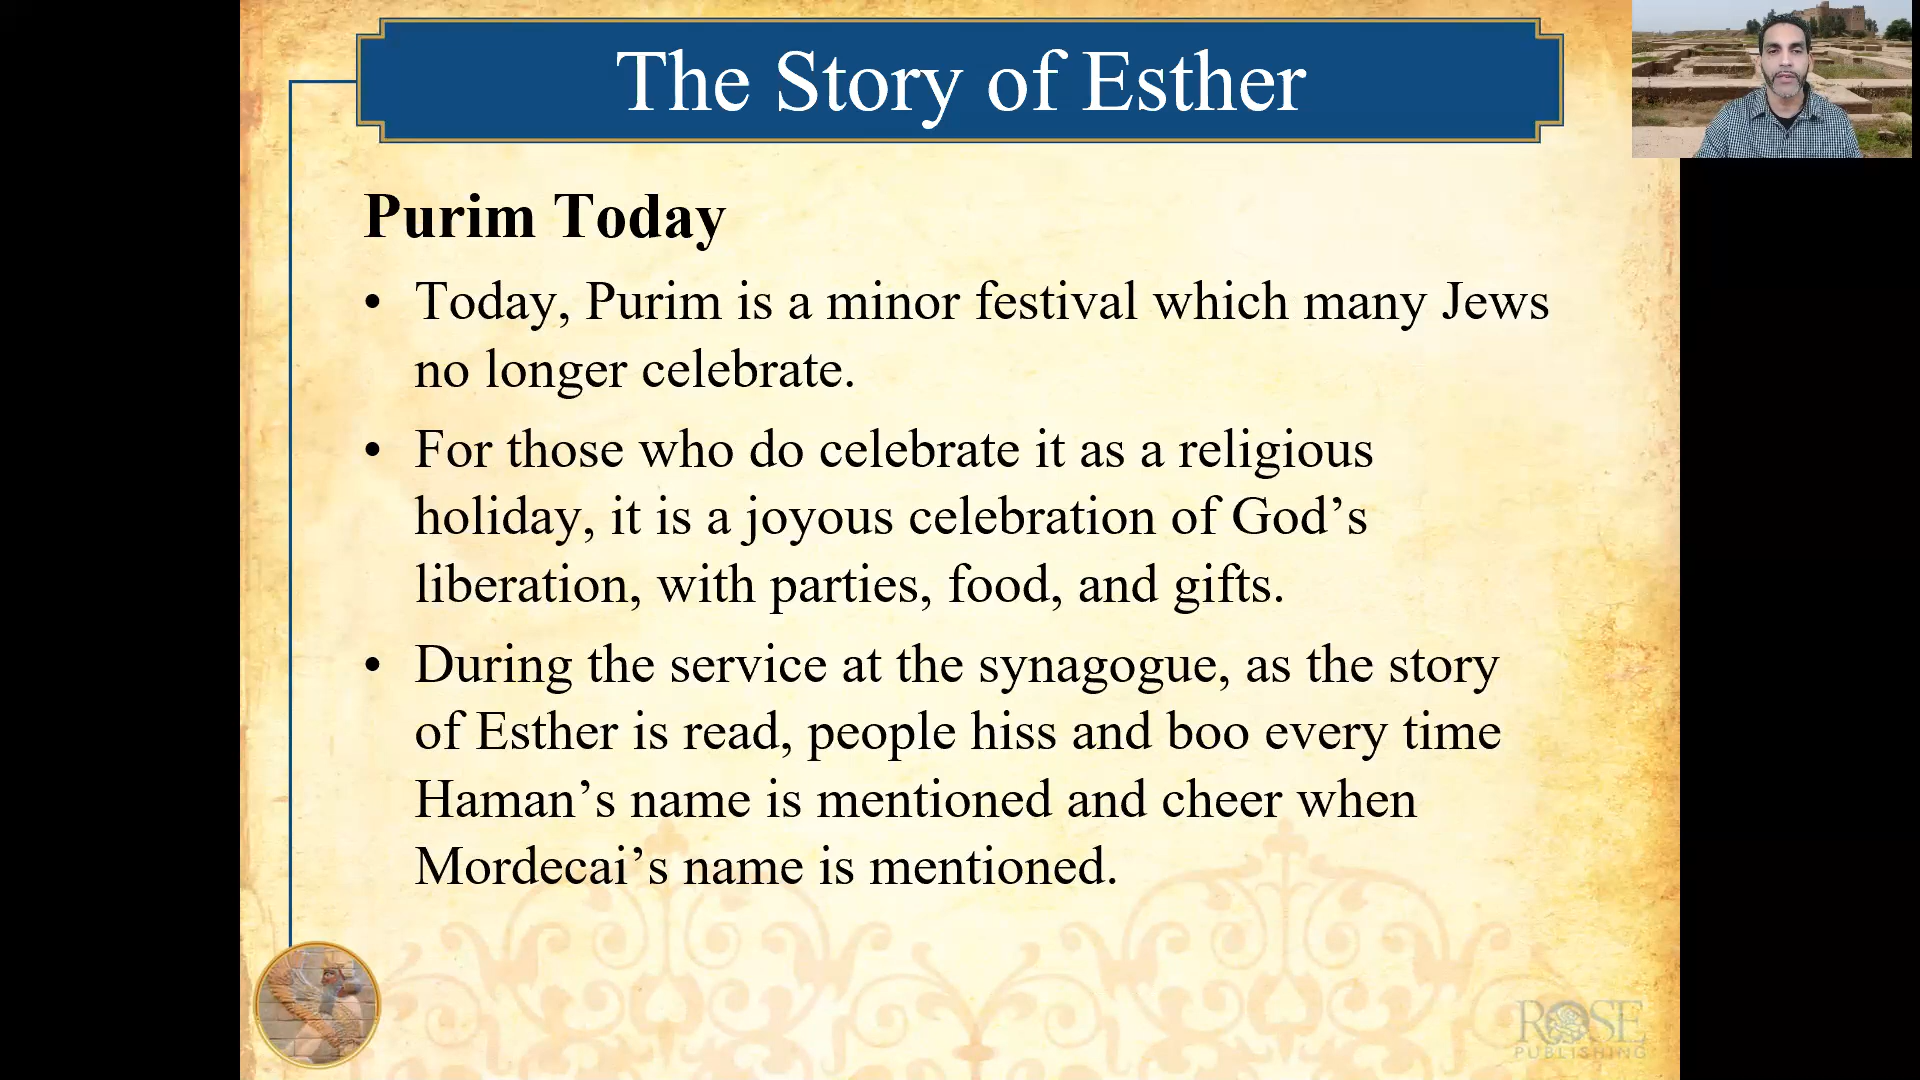 The Story of Esther
Purim Today
• Today, Purim is a minor festival which many Jews
no longer celebrate.
• For those who do celebrate it as a religious
holiday, it is a joyous celebration of God’s
liberation, with parties, food, and gifts.
• During the service at the synagogue, as the story
of Esther is read, people hiss and boo every time
Haman’s name is mentioned and cheer when
Mordecai’s name is mentioned.
ROSE
PUBLISHING